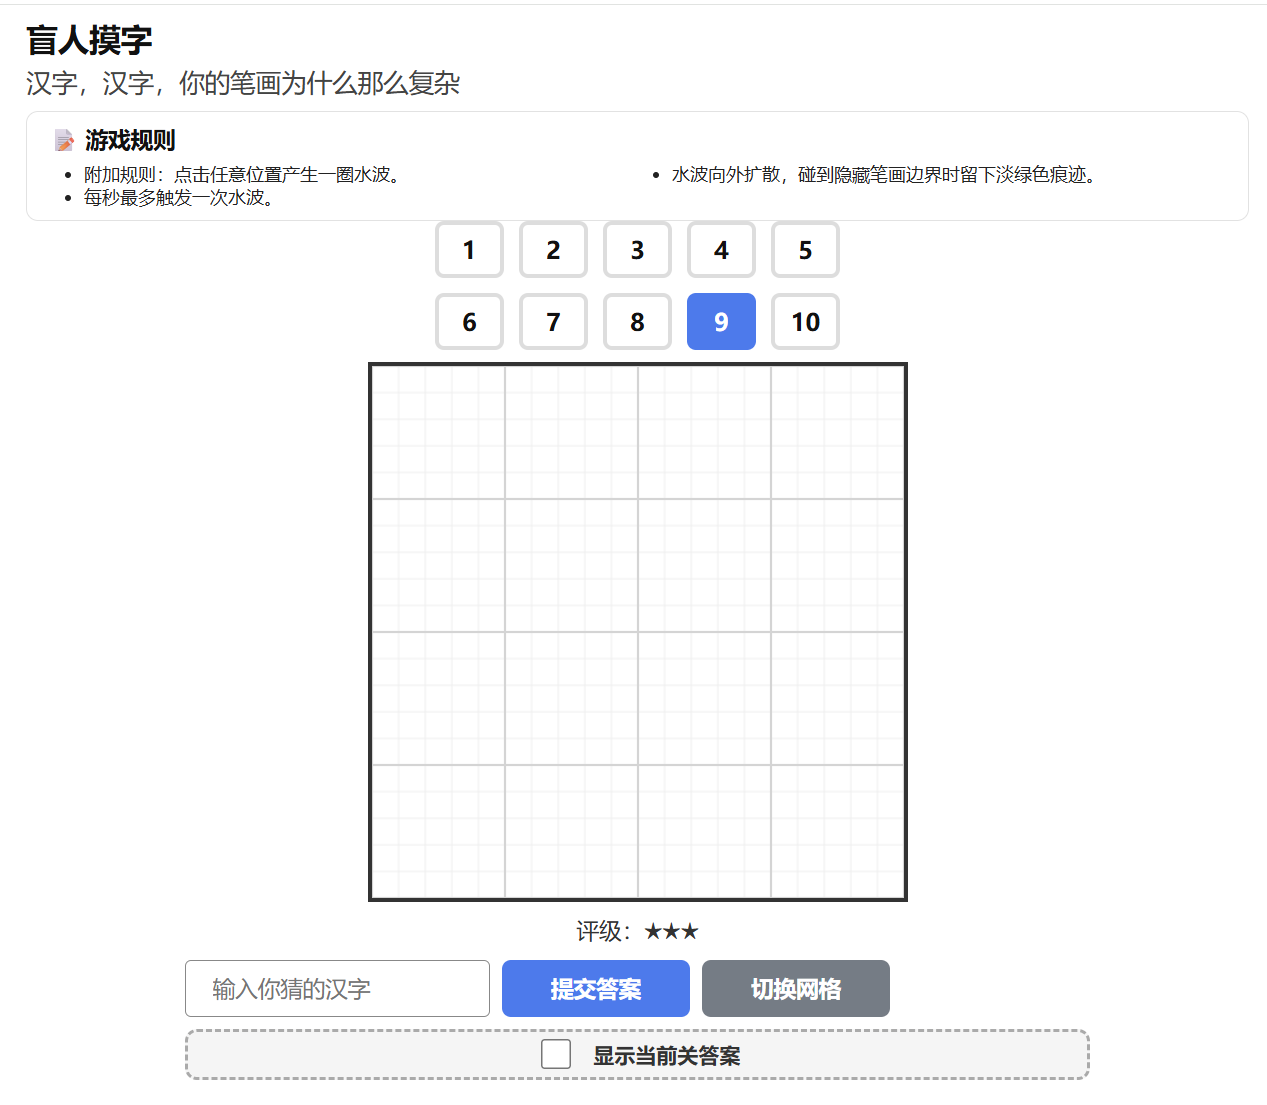 盲人摸字
汉字，汉字，你的笔画为什么那么复杂
游戏规则
附加规则：点击任意位置产生一圈水波。
水波向外扩散，碰到隐藏笔画边界时留下淡绿色痕迹。
每秒最多触发一次水波。
1 2 3 4 5
6 7 8 9 10
评级：★★★
输入你猜的汉字 提交答案 切换网格
显示当前关答案